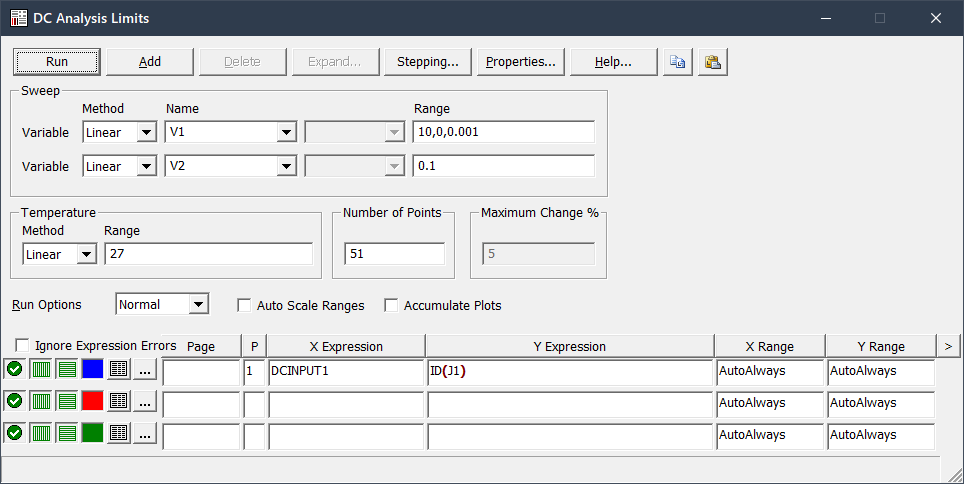 DC Analysis Limits
Run Add Delete Expand... Stepping... Properties... Help...
Sweep
Method Name Range
Variable Linear V1 10,0,0.001
Variable Linear V2 0.1
Temperature Number of Points Maximum Change %
Method Range
Linear 27 51 5
Run Options Normal Auto Scale Ranges Accumulate Plots
Ignore Expression Errors Page P X Expression Y Expression X Range Y Range >
... 1 DCINPUT1 ID(J1) AutoAlways AutoAlways
... AutoAlways AutoAlways
... AutoAlways AutoAlways